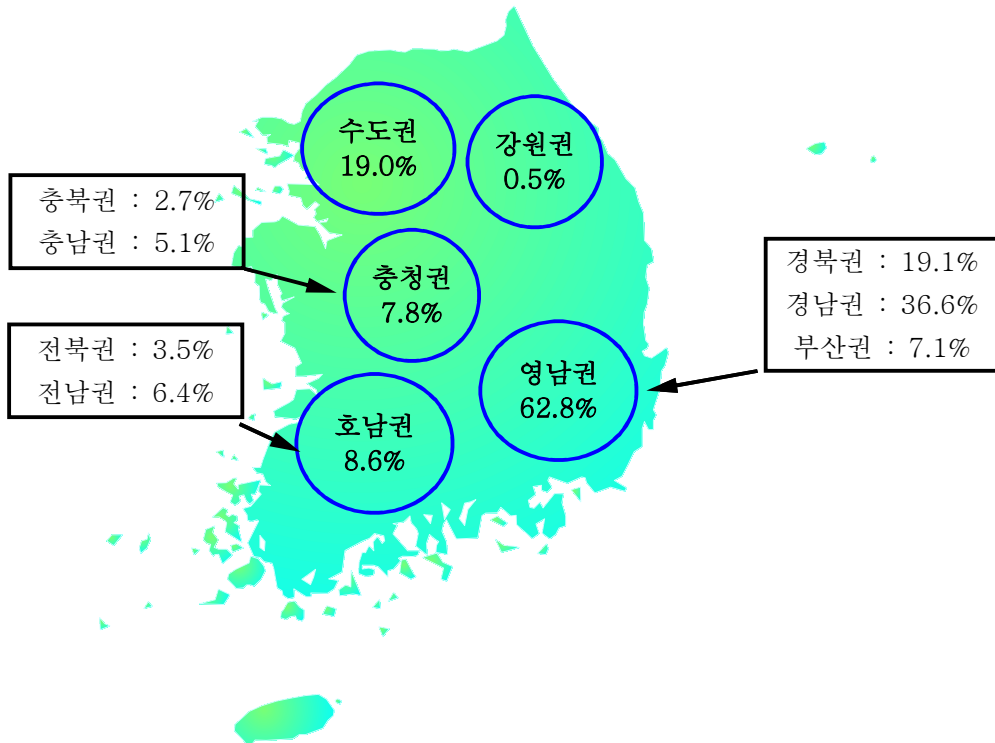 수도권
19.0%
강원권
0.5%
충북권 : 2.7%
충남권 : 5.1%
충청권
7.8%
경북권 : 19.1%
경남권 : 36.6%
부산권 : 7.1%
전북권 : 3.5%
전남권 : 6.4%
영남권
62.8%
호남권
8.6%